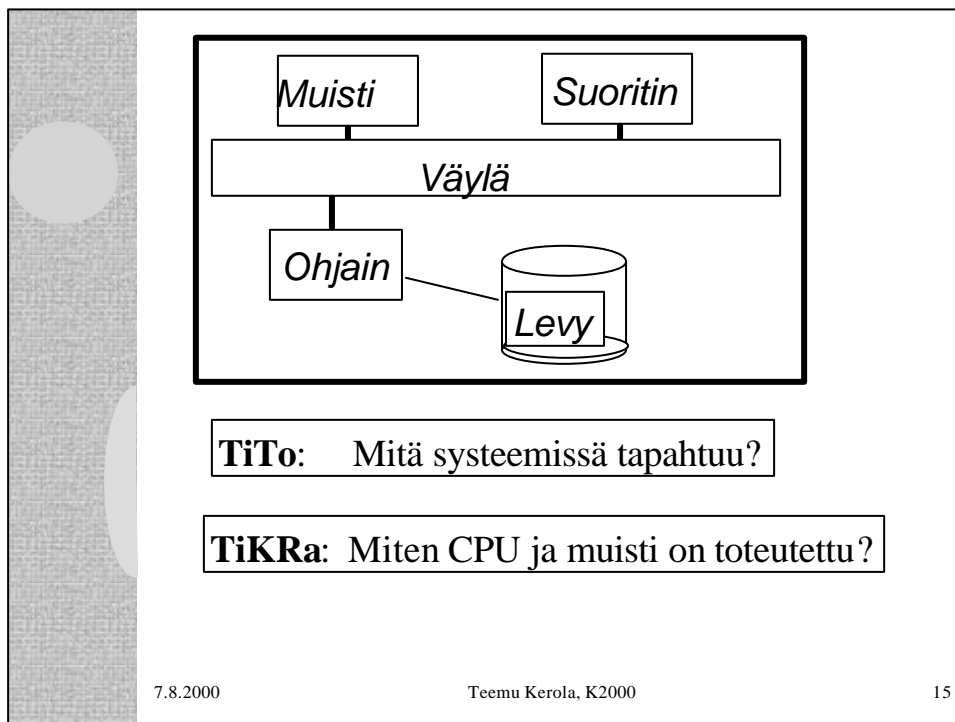 Muisti
Suoritin
Väylä
Ohjain
Levy
TiTo: Mitä systeemissä tapahtuu?
TiKRa: Miten CPU ja muisti on toteutettu?
7.8.2000 Teemu Kerola, K2000 15